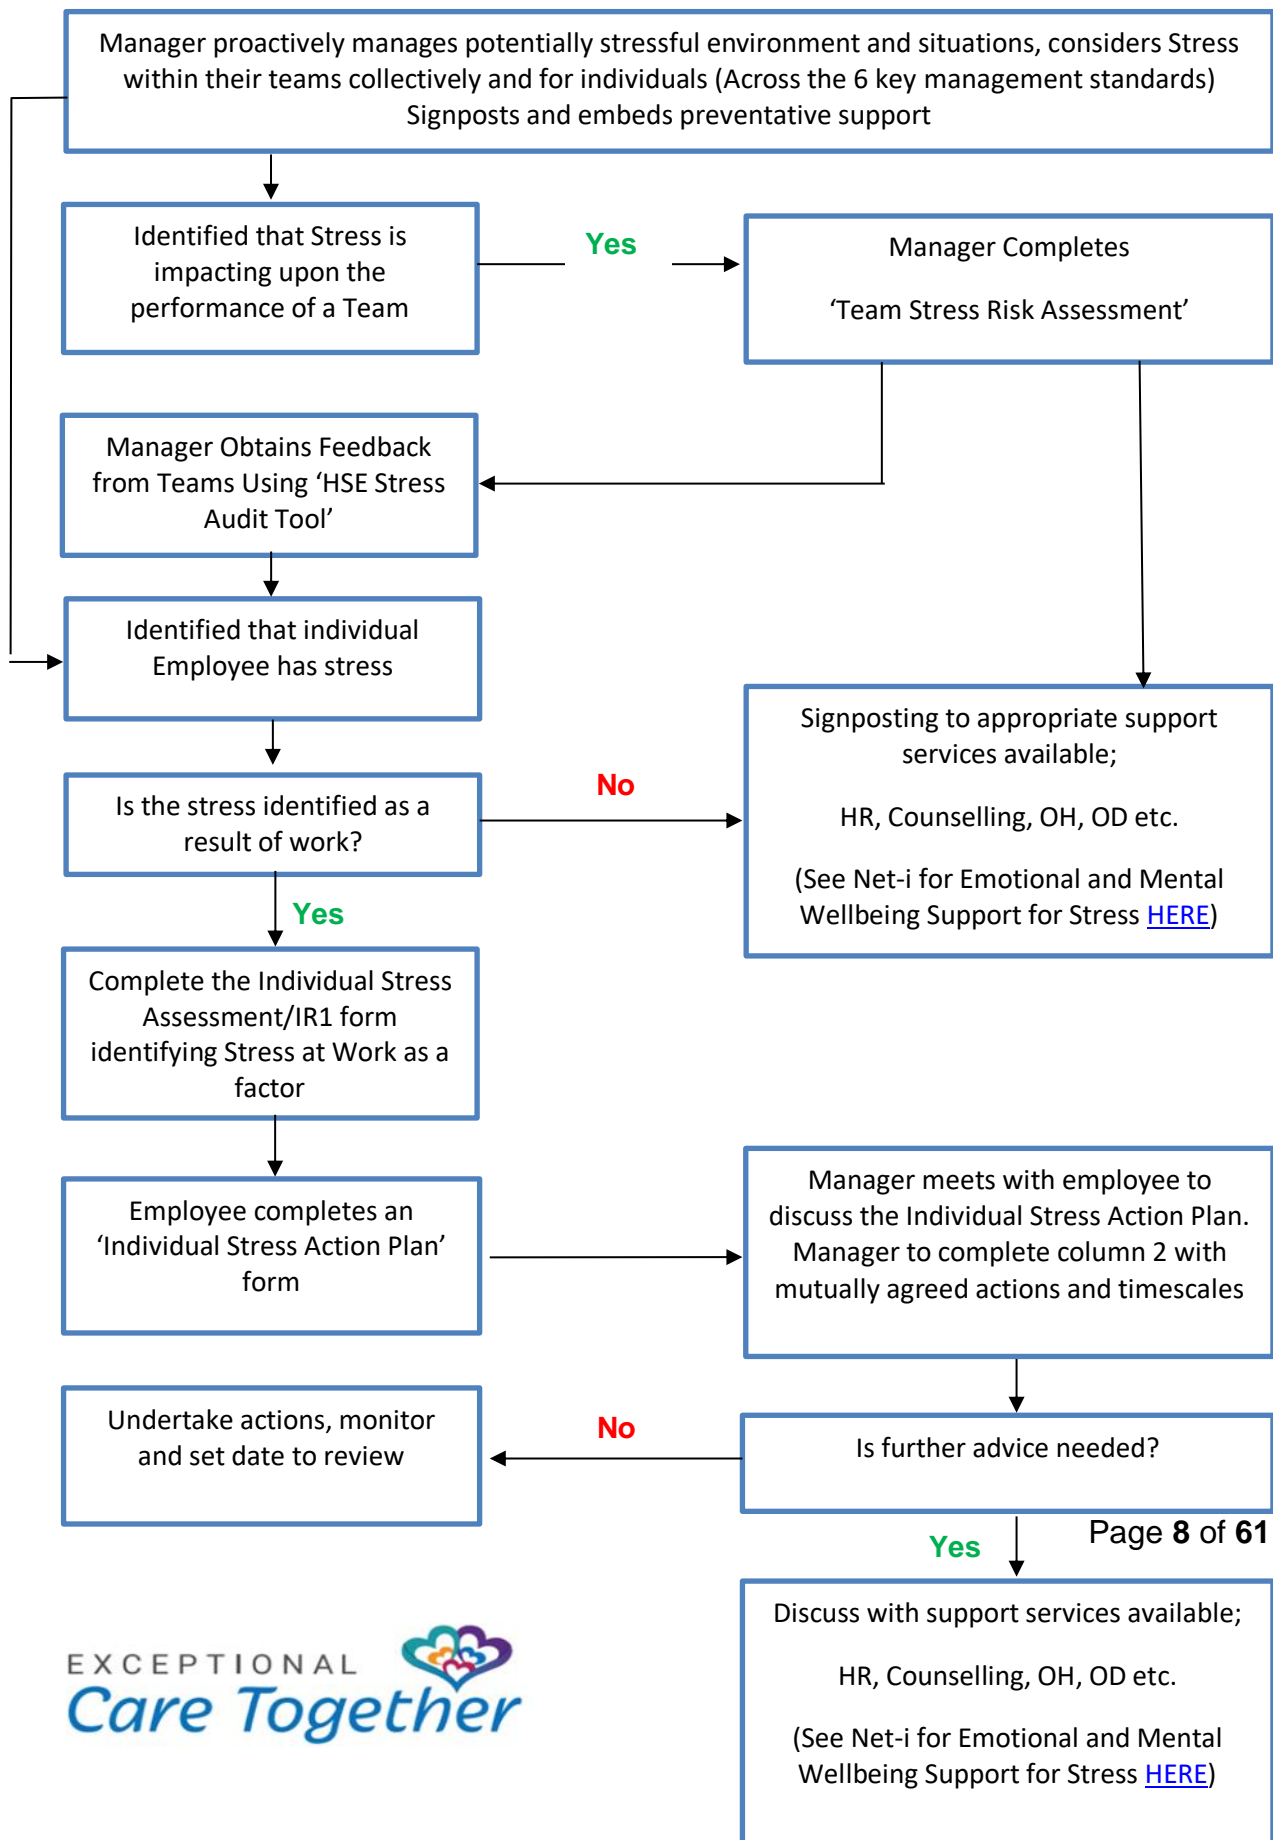 Manager proactively manages potentially stressful environment and situations, considers Stress
within their teams collectively and for individuals (Across the 6 key management standards)
Signposts and embeds preventative support
Identified that Stress is
impacting upon the
performance of a Team
Yes
Manager Completes
‘Team Stress Risk Assessment’
Manager Obtains Feedback
from Teams Using ‘HSE Stress
Audit Tool’
Identified that individual
Employee has stress
Signposting to appropriate support
services available;
HR, Counselling, OH, OD etc.
(See Net-i for Emotional and Mental
Wellbeing Support for Stress HERE)
Is the stress identified as a
result of work?
No
Yes
Complete the Individual Stress
Assessment/IR1 form
identifying Stress at Work as a
factor
Employee completes an
‘Individual Stress Action Plan’
form
Manager meets with employee to
discuss the Individual Stress Action Plan.
Manager to complete column 2 with
mutually agreed actions and timescales
Undertake actions, monitor
and set date to review
No
Is further advice needed?
Yes
Page 8 of 61
Discuss with support services available;
HR, Counselling, OH, OD etc.
(See Net-i for Emotional and Mental
Wellbeing Support for Stress HERE)
EXCEPTIONAL
Care Together